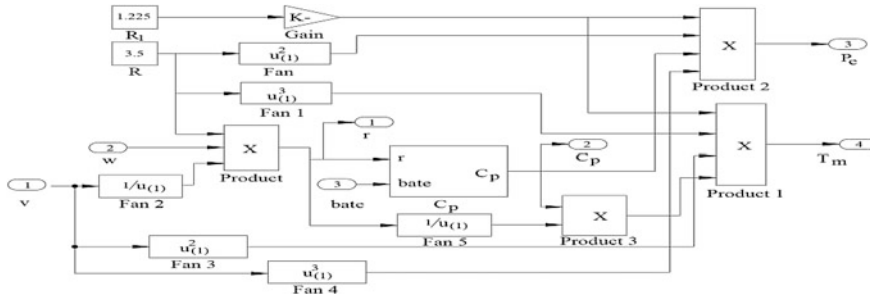 1.225
R1
K-
Gain
3.5
R
u(1)^2
Fan
u(1)^3
Fan 1
X
Product 2
3
Pe
1
r
2
w
X
Product
r
bate
Cp
Cp
2
Cp
X
Product 1
4
Tm
1
v
1/u(1)
Fan 2
3
bate
1/u(1)
Fan 5
X
Product 3
u(1)^2
Fan 3
u(1)^3
Fan 4